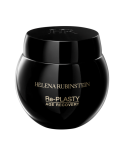 HELENA RUBINSTEIN
Re-PLASTY
AGE RECOVERY